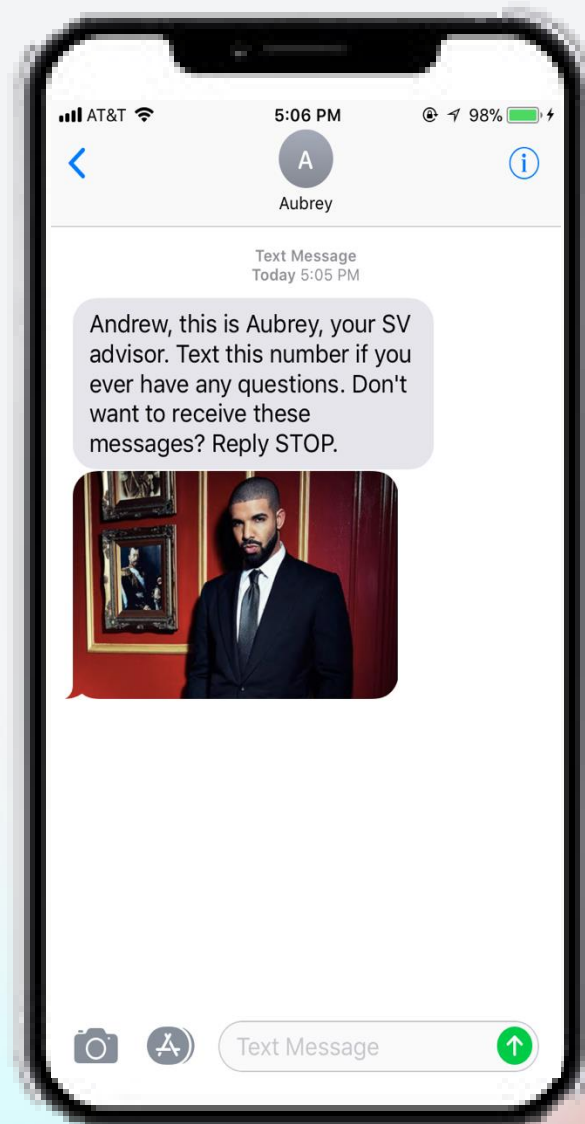 AT&T 5:06 PM 98%
A i
Aubrey
Text Message
Today 5:05 PM
Andrew, this is Aubrey, your SV
advisor. Text this number if you
ever have any questions. Don't
want to receive these
messages? Reply STOP.
Text Message